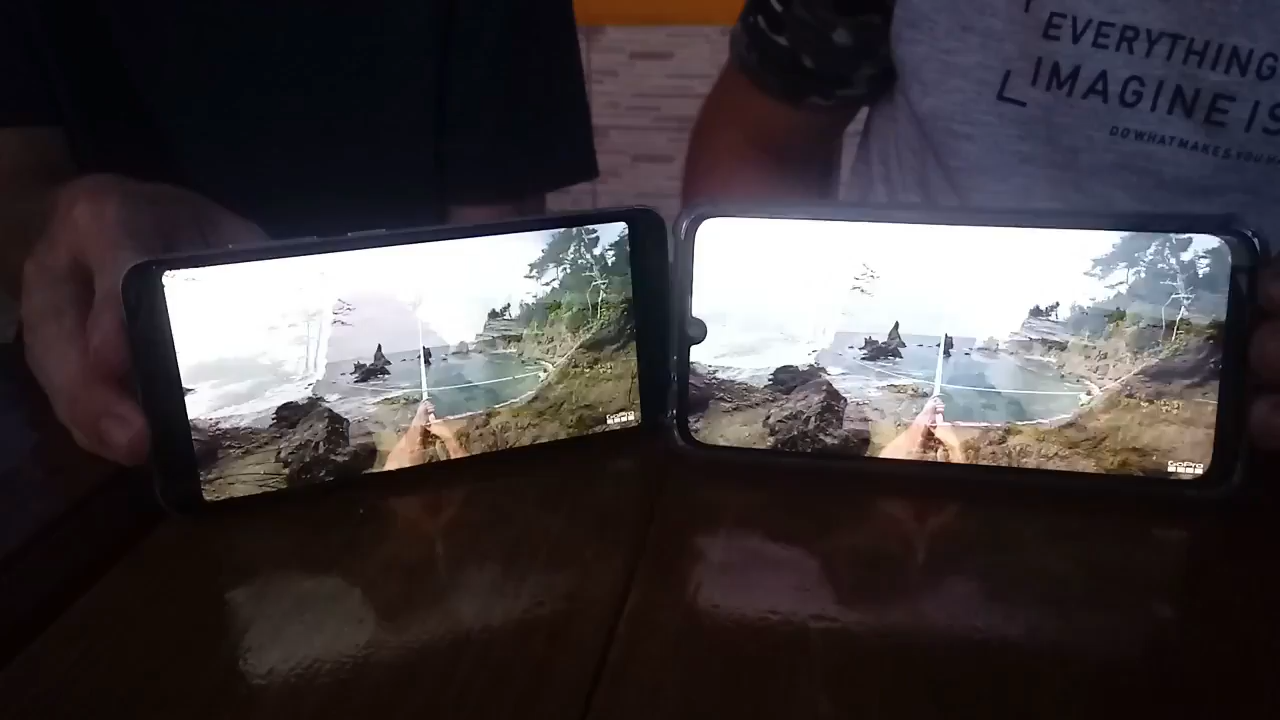 EVERYTHING
IMAGINE IS
DO WHAT MAKES YOU
GoPro
GoPro